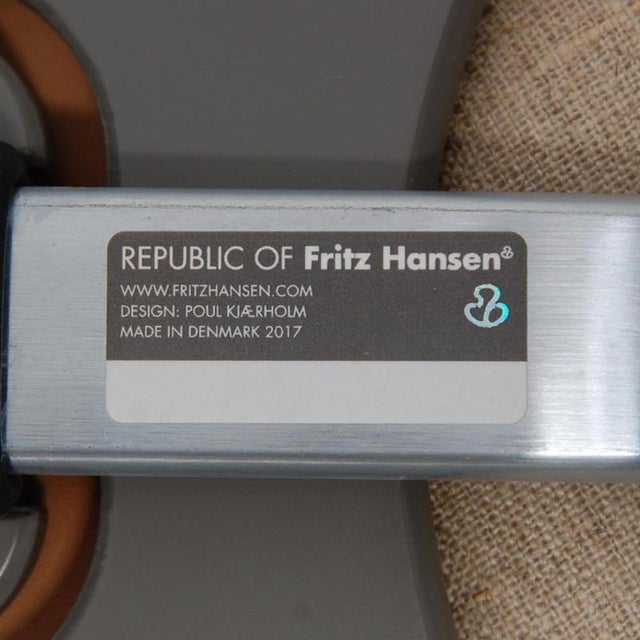 REPUBLIC OF Fritz Hansen
WWW.FRITZHANSEN.COM
DESIGN: POUL KJÆRHOLM
MADE IN DENMARK 2017